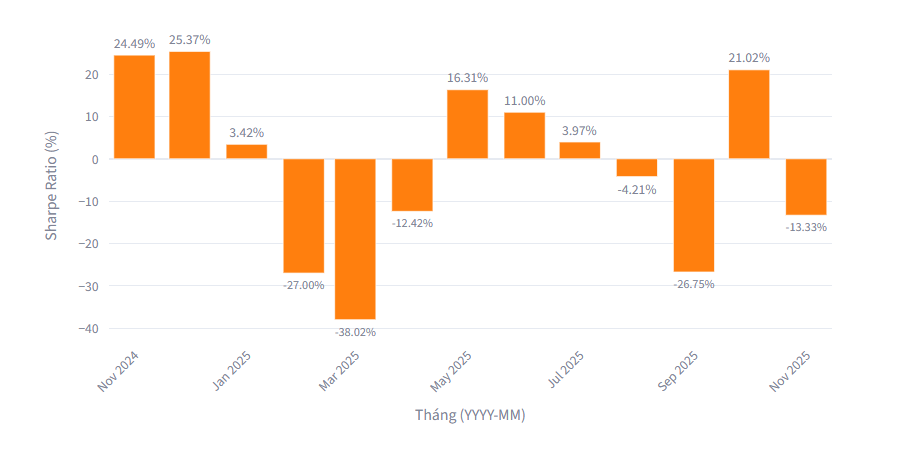 24.49%
25.37%
3.42%
-27.00%
-38.02%
-12.42%
16.31%
11.00%
3.97%
-4.21%
-26.75%
21.02%
-13.33%
20
10
0
−10
−20
−30
−40
Sharpe Ratio (%)
Nov 2024
Jan 2025
Mar 2025
May 2025
Jul 2025
Sep 2025
Nov 2025
Tháng (YYYY-MM)